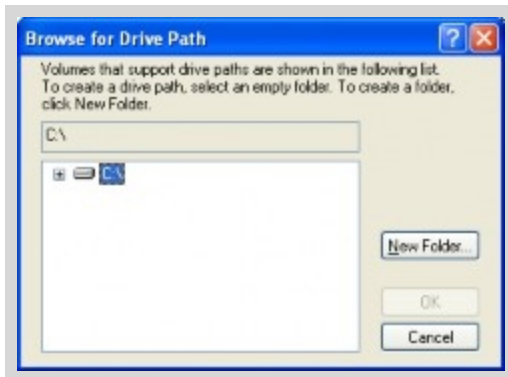 Browse for Drive Path
Volumes that support drive paths are shown in the following list.
To create a drive path, select an empty folder. To create a folder,
click New Folder.
C:\
C:\
New Folder...
OK
Cancel